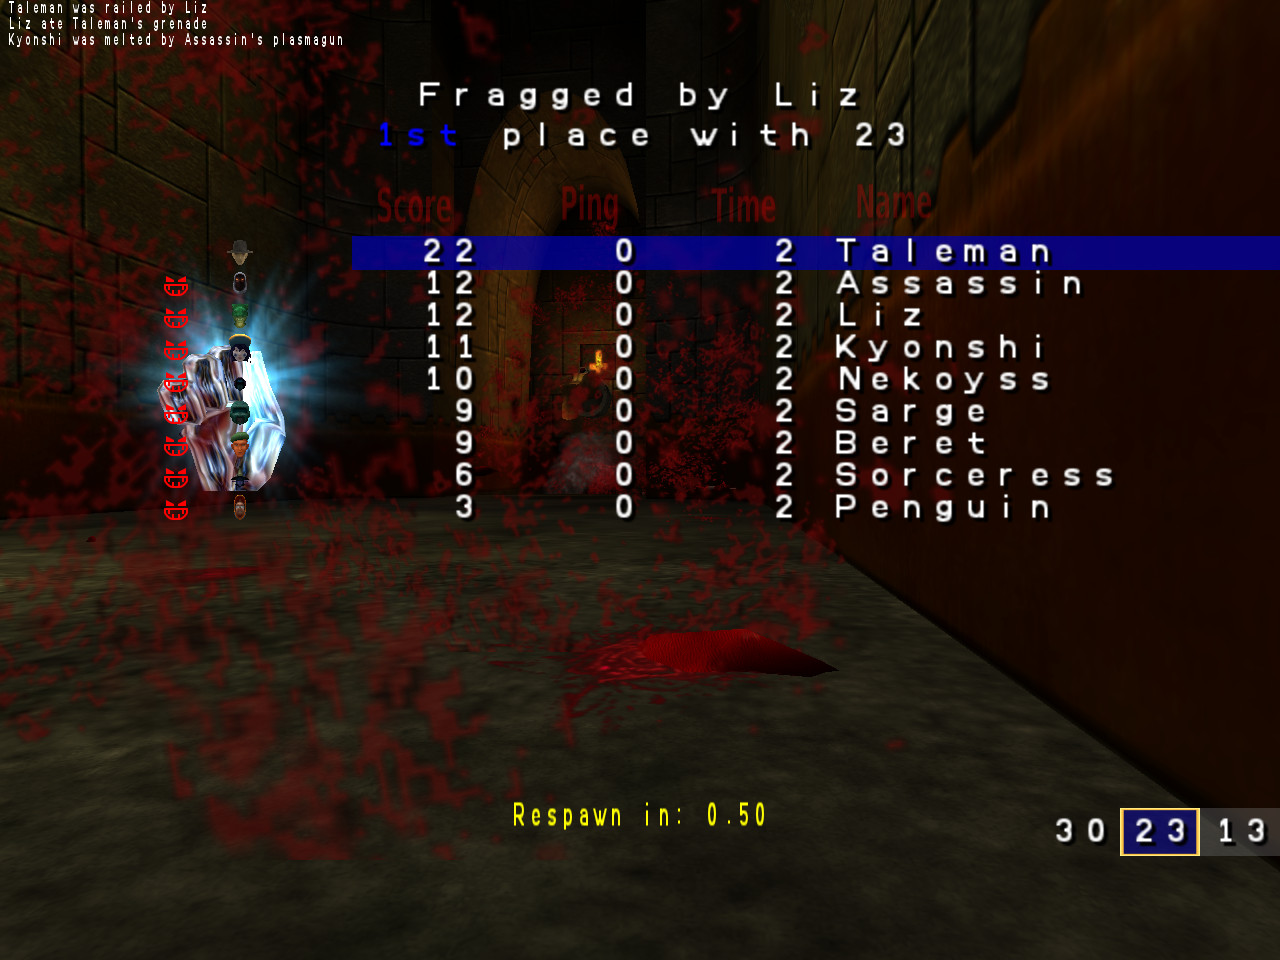 Taleman was railed by Liz
Liz ate Taleman's grenade
Kyonshi was melted by Assassin's plasmagun
Fragged by Liz
1st place with 23
Score Ping Time Name
22 0 2 Taleman
12 0 2 Assassin
12 0 2 Liz
11 0 2 Kyonshi
10 0 2 Nekoyss
9 0 2 Sarge
9 0 2 Beret
6 0 2 Sorceress
3 0 2 Penguin
Respawn in: 0.50
30 23 13